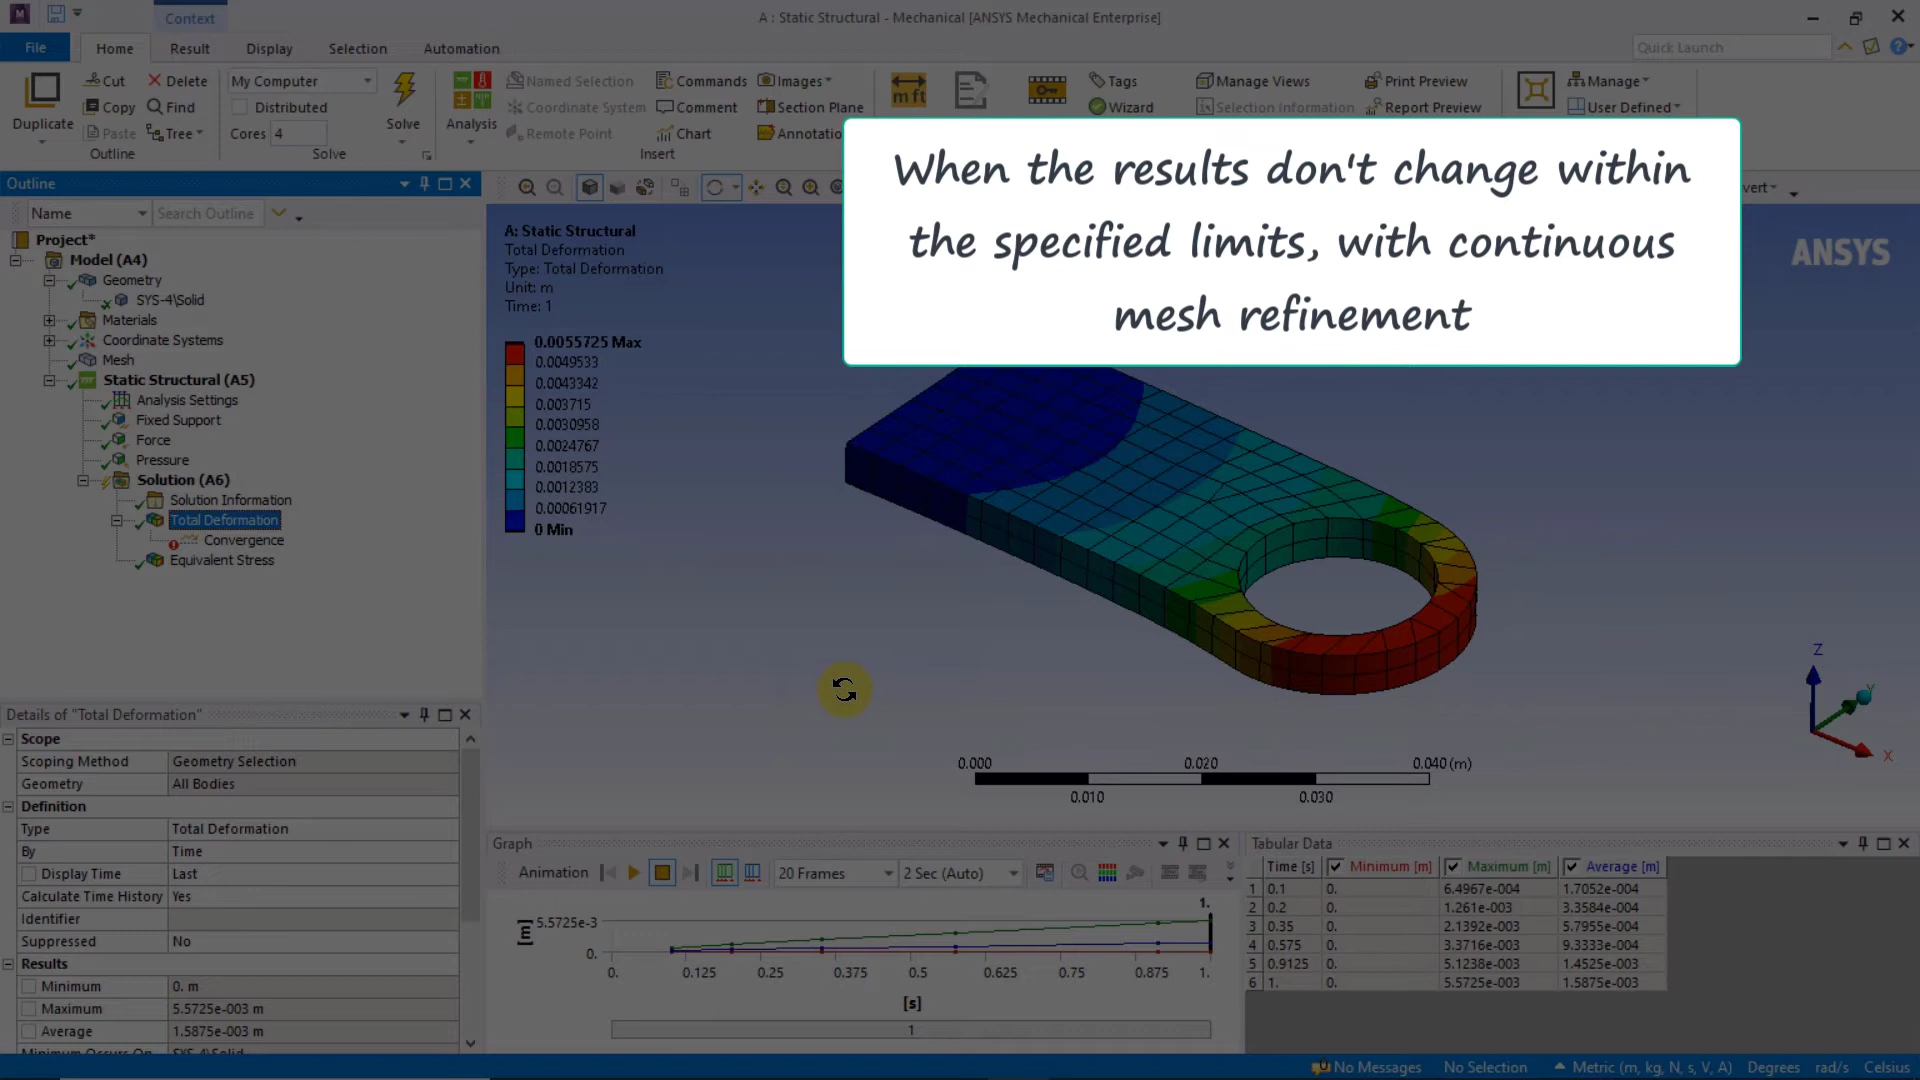 Context
A : Static Structural - Mechanical [ANSYS Mechanical Enterprise]
File Home Result Display Selection Automation
Quick Launch
Duplicate
Cut
Copy
Paste
Delete
Find
Tree
Outline
My Computer
Distributed
Cores 4
Solve
Solve
Analysis
Named Selection
Coordinate System
Remote Point
Commands
Comment
Chart
Images
Section Plane
Annotatio
Insert
Tags
Wizard
Manage Views
Selection Information
Print Preview
Report Preview
Manage
User Defined
When the results don't change within
the specified limits, with continuous
mesh refinement
vert
Outline
Name
Search Outline
Project*
Model (A4)
Geometry
SYS-4\Solid
Materials
Coordinate Systems
Mesh
Static Structural (A5)
Analysis Settings
Fixed Support
Force
Pressure
Solution (A6)
Solution Information
Total Deformation
Convergence
Equivalent Stress
A: Static Structural
Total Deformation
Type: Total Deformation
Unit: m
Time: 1
0.0055725 Max
0.0049533
0.0043342
0.003715
0.0030958
0.0024767
0.0018575
0.0012383
0.00061917
0 Min
ANSYS
Z
Y
X
0.000 0.020 0.040 (m)
0.010 0.030
Details of "Total Deformation"
Scope
Scoping Method Geometry Selection
Geometry All Bodies
Definition
Type Total Deformation
By Time
Display Time Last
Calculate Time History Yes
Identifier
Suppressed No
Results
Minimum 0. m
Maximum 5.5725e-003 m
Average 1.5875e-003 m
Minimum Occurs On SYS-4\Solid
Graph
Animation 20 Frames 2 Sec (Auto)
1.
5.5725e-3
[m]
0.
0. 0.125 0.25 0.375 0.5 0.625 0.75 0.875 1.
[s]
1
Tabular Data
Time [s] Minimum [m] Maximum [m] Average [m]
1 0.1 0. 6.4967e-004 1.7052e-004
2 0.2 0. 1.261e-003 3.3584e-004
3 0.35 0. 2.1392e-003 5.7955e-004
4 0.575 0. 3.3716e-003 9.3333e-004
5 0.9125 0. 5.1238e-003 1.4525e-003
6 1. 0. 5.5725e-003 1.5875e-003
No Messages No Selection Metric (m, kg, N, s, V, A) Degrees rad/s Celsius